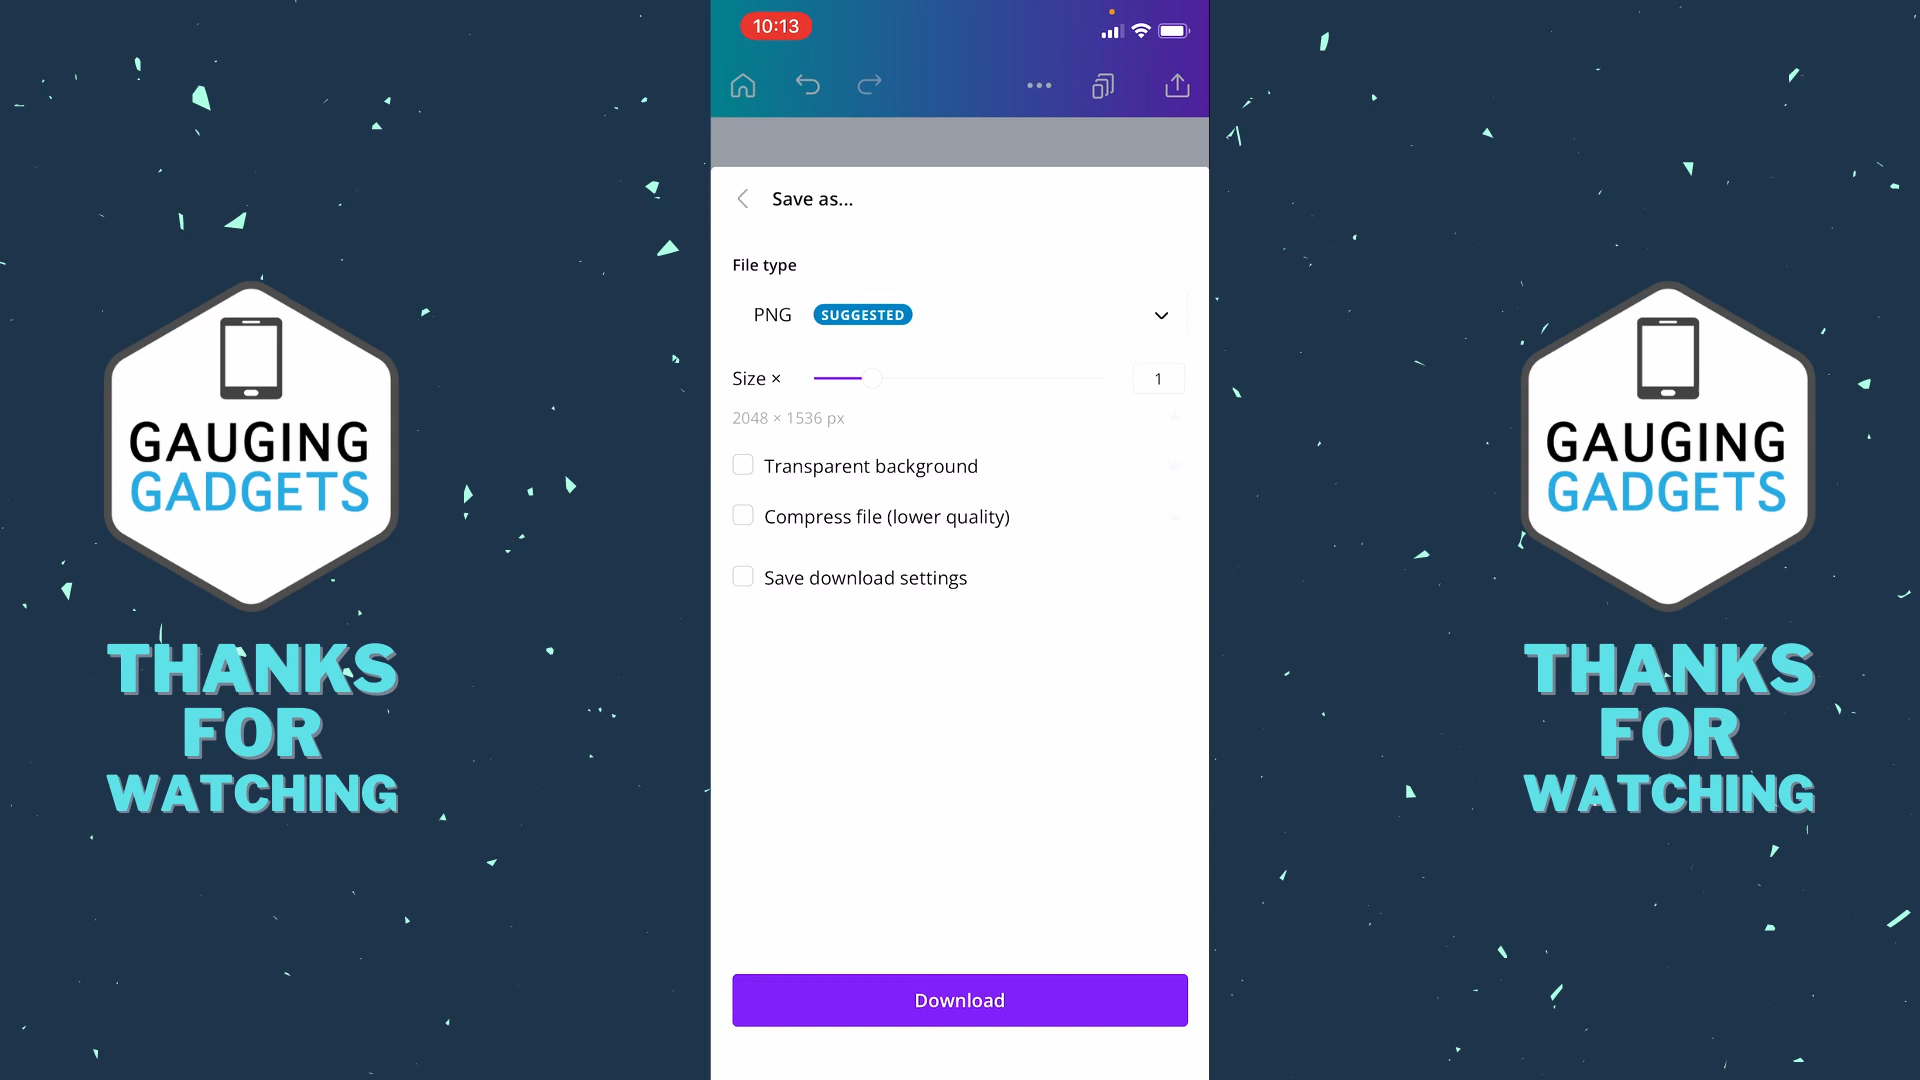 10:13
Save as...
File type
PNG SUGGESTED
Size × 1
2048 × 1536 px
Transparent background
Compress file (lower quality)
Save download settings
Download
GAUGING
GADGETS
THANKS
FOR
WATCHING
GAUGING
GADGETS
THANKS
FOR
WATCHING